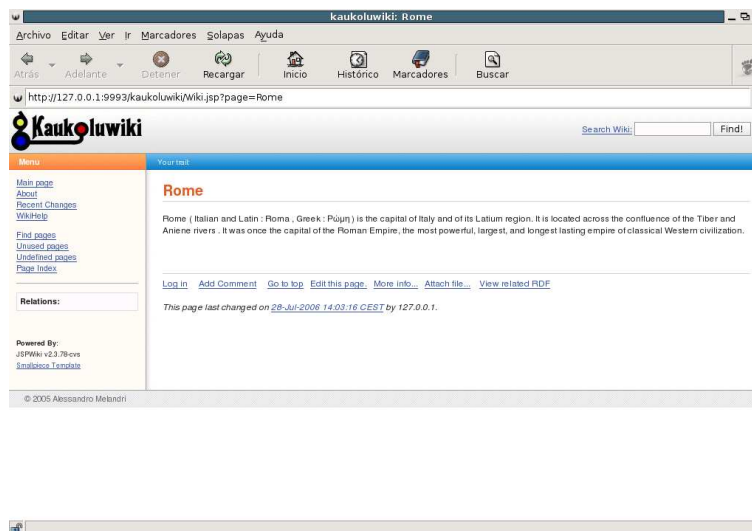 kaukoluwiki: Rome
Archivo Editar Ver Ir Marcadores Solapas Ayuda
Atrás Adelante Detener Recargar Inicio Histórico Marcadores Buscar
http://127.0.0.1:9993/kaukoluwiki/Wiki.jsp?page=Rome
Kaukoluwiki
Search Wiki: Find!
Menu
Your trail
Main page
About
Recent Changes
WikiHelp
Find pages
Unused pages
Undefined pages
Page Index
Relations:
Powered By:
JSPWiki v2.3.78-cvs
Smallpiece Template
Rome
Rome ( Italian and Latin : Roma , Greek : Ρώμη ) is the capital of Italy and of its Latium region. It is located across the confluence of the Tiber and
Aniene rivers . It was once the capital of the Roman Empire, the most powerful, largest, and longest lasting empire of classical Western civilization.
Log in Add Comment Go to top Edit this page. More info... Attach file... View related RDF
This page last changed on 28-Jul-2006 14:03:16 CEST by 127.0.0.1.
© 2005 Alessandro Melandri